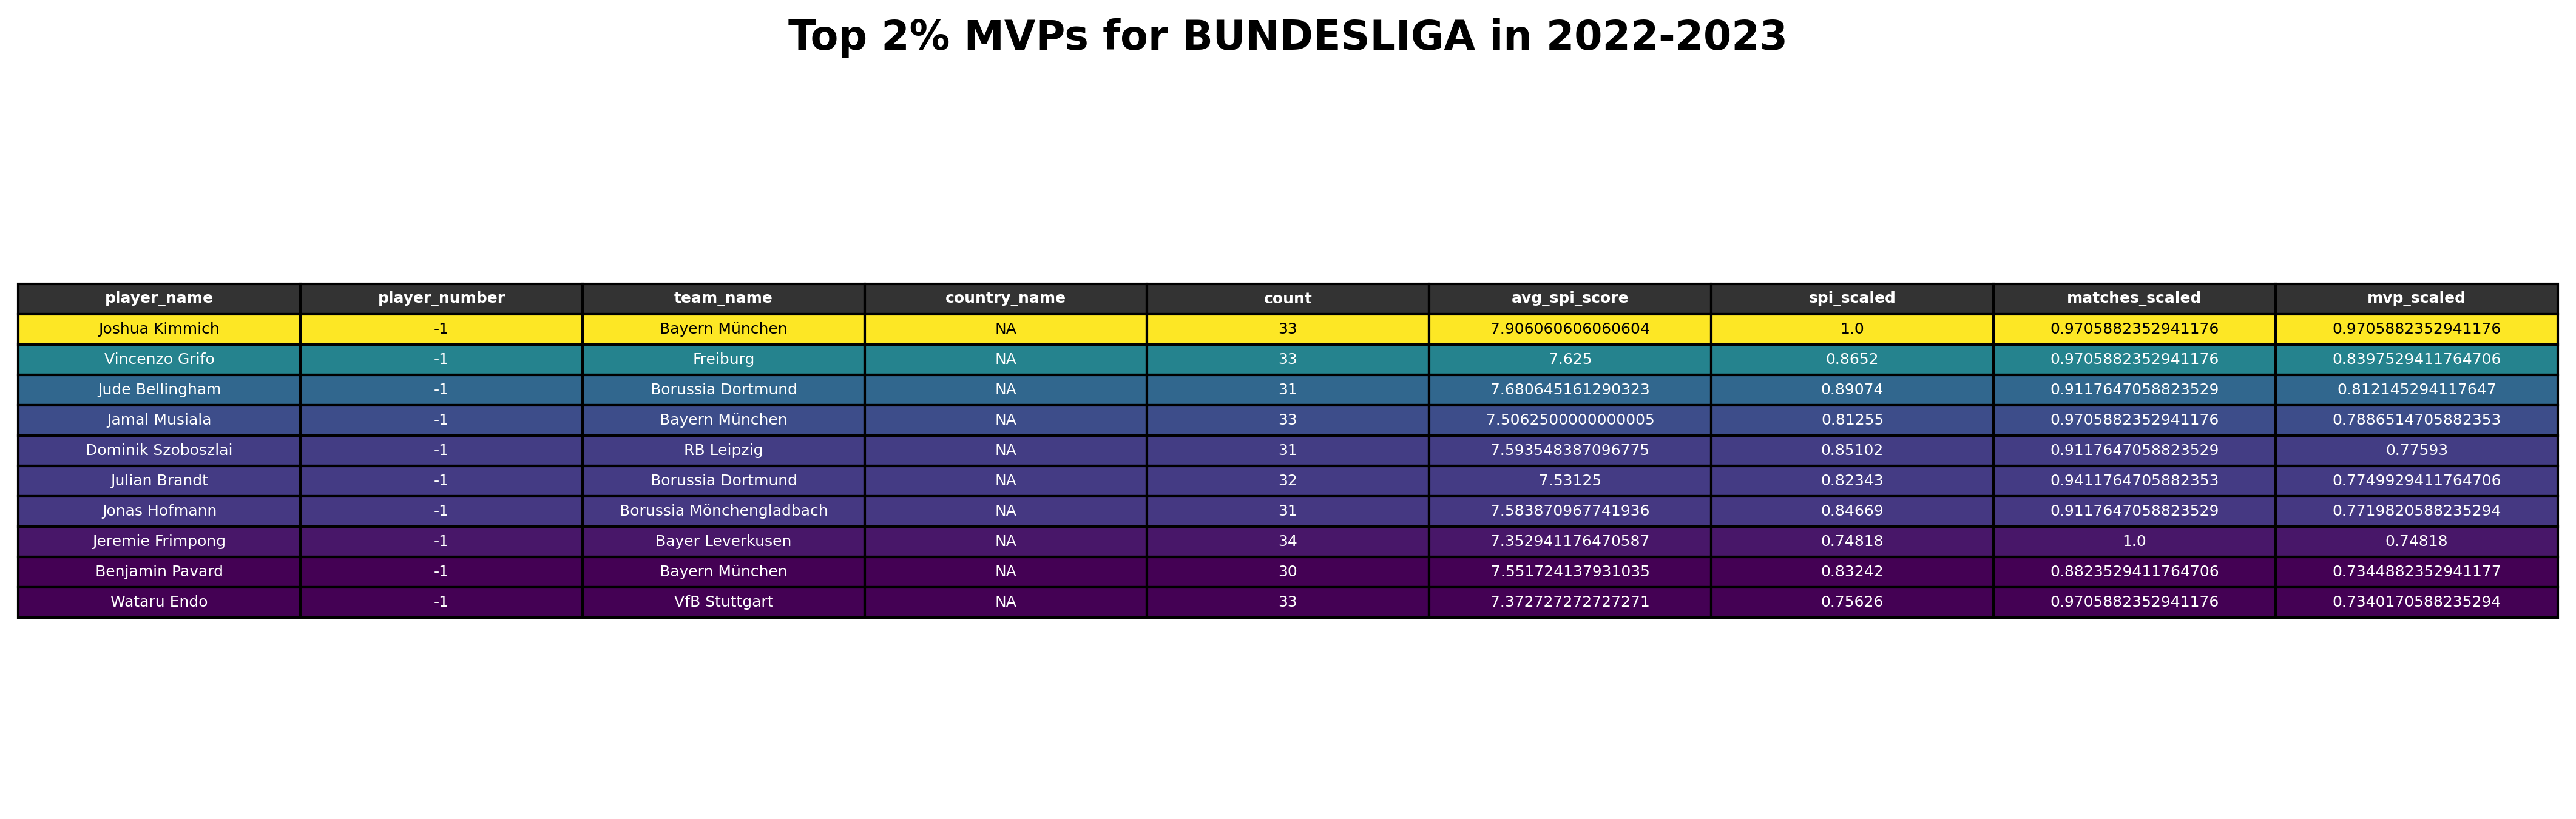 Top 2% MVPs for BUNDESLIGA in 2022-2023
player_name player_number team_name country_name count avg_spi_score spi_scaled matches_scaled mvp_scaled
Joshua Kimmich -1 Bayern München NA 33 7.906060606060604 1.0 0.9705882352941176 0.9705882352941176
Vincenzo Grifo -1 Freiburg NA 33 7.625 0.8652 0.9705882352941176 0.8397529411764706
Jude Bellingham -1 Borussia Dortmund NA 31 7.680645161290323 0.89074 0.9117647058823529 0.812145294117647
Jamal Musiala -1 Bayern München NA 33 7.5062500000000005 0.81255 0.9705882352941176 0.7886514705882353
Dominik Szoboszlai -1 RB Leipzig NA 31 7.593548387096775 0.85102 0.9117647058823529 0.77593
Julian Brandt -1 Borussia Dortmund NA 32 7.53125 0.82343 0.9411764705882353 0.7749929411764706
Jonas Hofmann -1 Borussia Mönchengladbach NA 31 7.583870967741936 0.84669 0.9117647058823529 0.7719820588235294
Jeremie Frimpong -1 Bayer Leverkusen NA 34 7.352941176470587 0.74818 1.0 0.74818
Benjamin Pavard -1 Bayern München NA 30 7.551724137931035 0.83242 0.8823529411764706 0.7344882352941177
Wataru Endo -1 VfB Stuttgart NA 33 7.372727272727271 0.75626 0.9705882352941176 0.7340170588235294